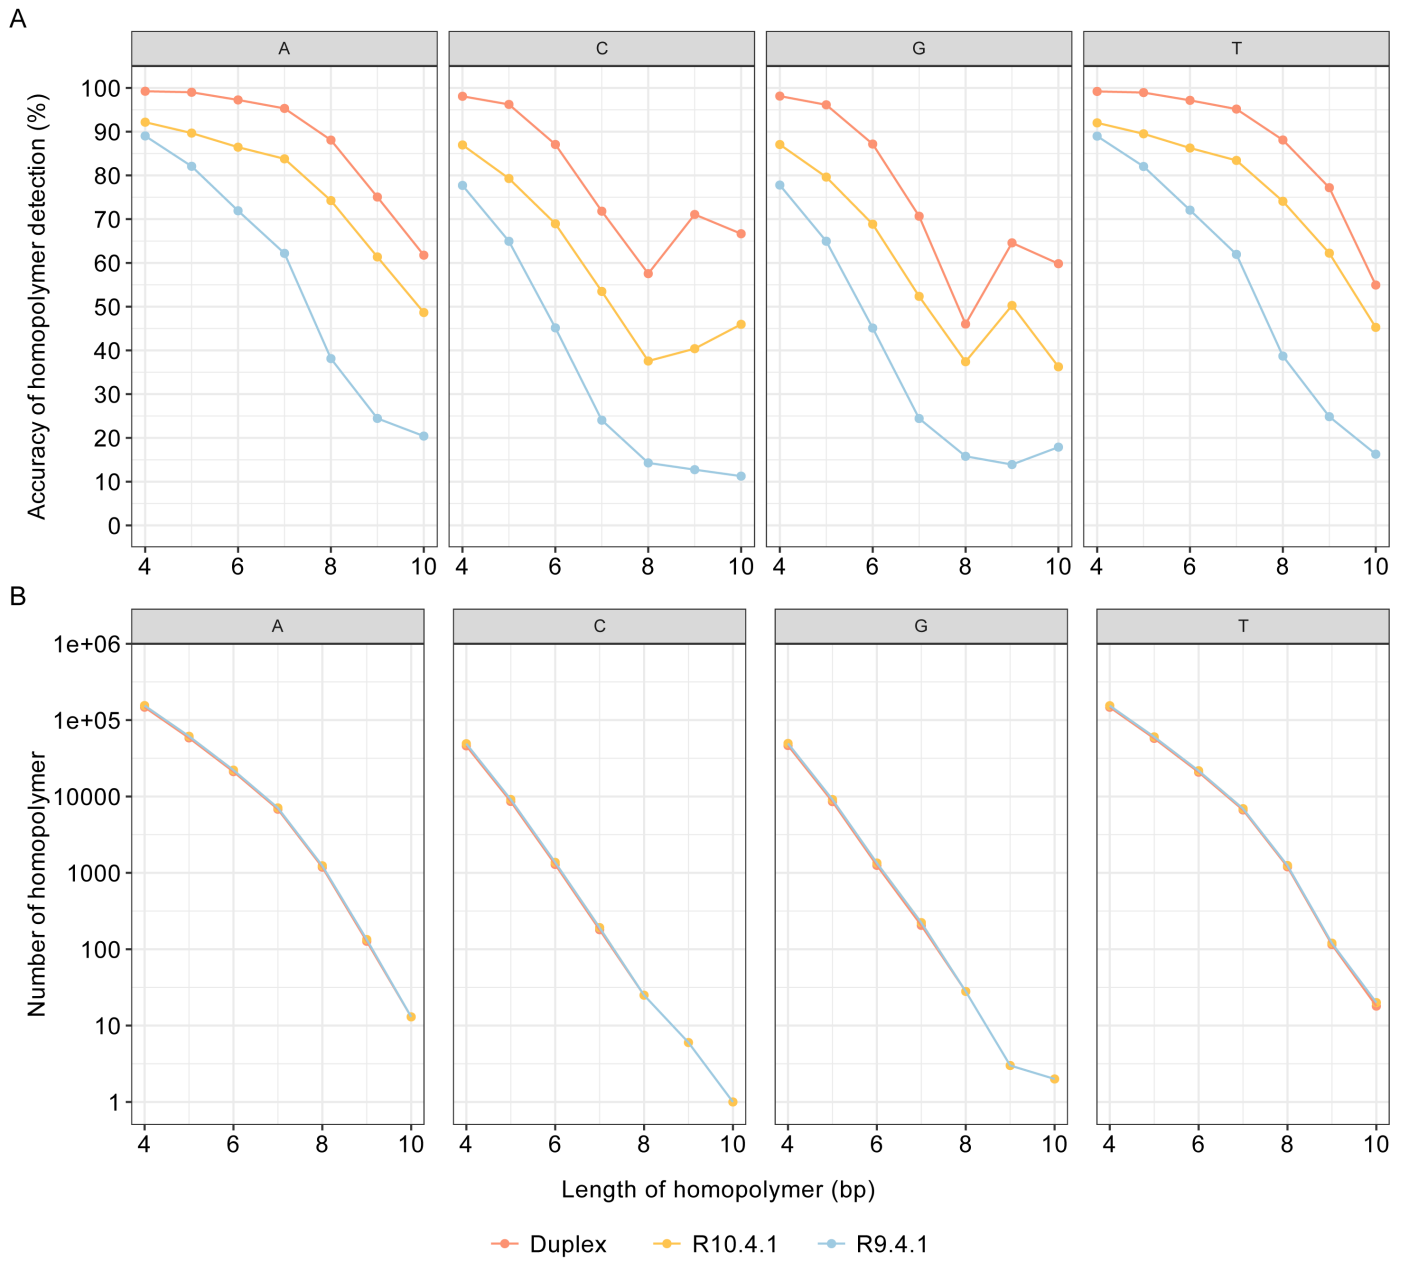 A
A C G T
Accuracy of homopolymer detection (%)
100
90
80
70
60
50
40
30
20
10
0
4 6 8 10 4 6 8 10 4 6 8 10 4 6 8 10
B
A C G T
Number of homopolymer
1e+06
1e+05
10000
1000
100
10
1
4 6 8 10 4 6 8 10 4 6 8 10 4 6 8 10
Length of homopolymer (bp)
Duplex R10.4.1 R9.4.1